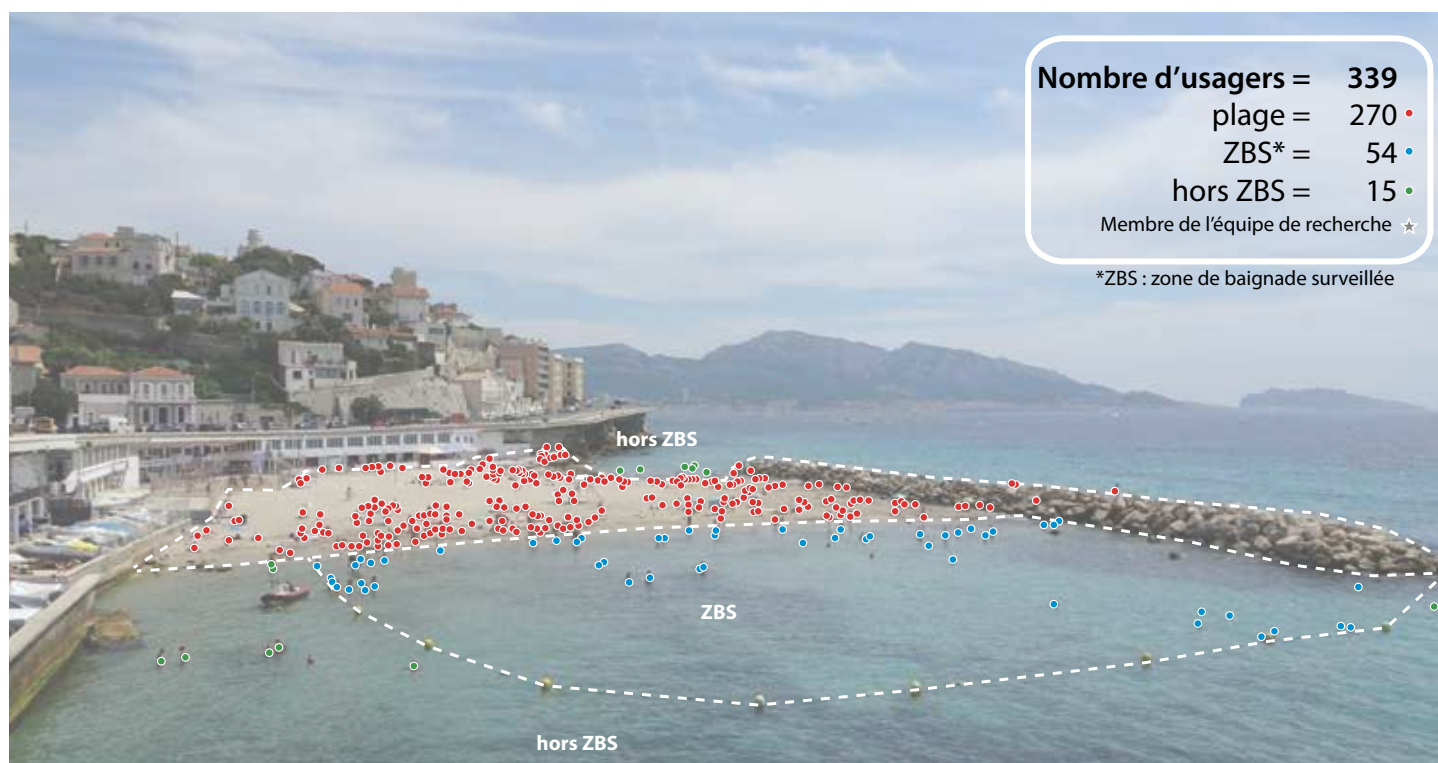 Nombre d'usagers = 339
plage = 270
ZBS* = 54
hors ZBS = 15
Membre de l'équipe de recherche
*ZBS : zone de baignade surveillée
hors ZBS
ZBS
hors ZBS